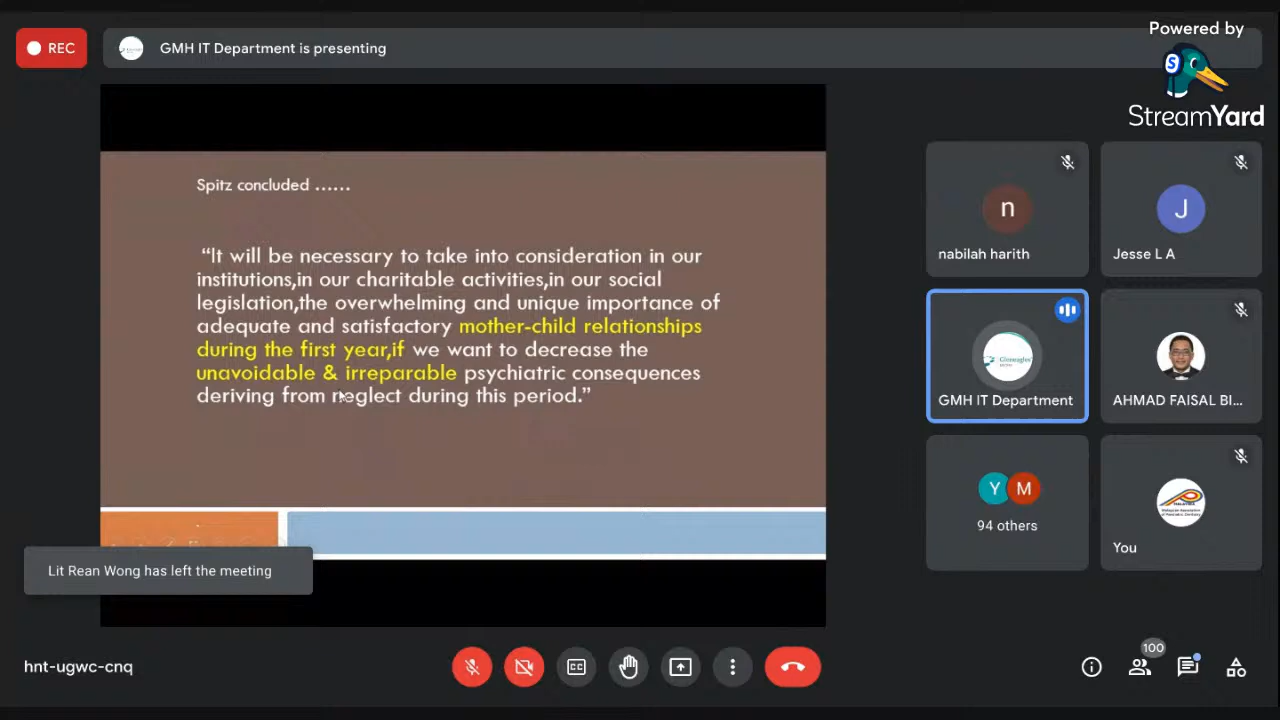 REC
GMH IT Department is presenting
Powered by
StreamYard
Spitz concluded ......
“It will be necessary to take into consideration in our
institutions,in our charitable activities,in our social
legislation,the overwhelming and unique importance of
adequate and satisfactory mother-child relationships
during the first year,if we want to decrease the
unavoidable & irreparable psychiatric consequences
deriving from neglect during this period.”
n
nabilah harith
J
Jesse L A
Gleneagles
GMH IT Department
AHMAD FAISAL BI...
Y M
94 others
You
Lit Rean Wong has left the meeting
hnt-ugwc-cnq
CC
100